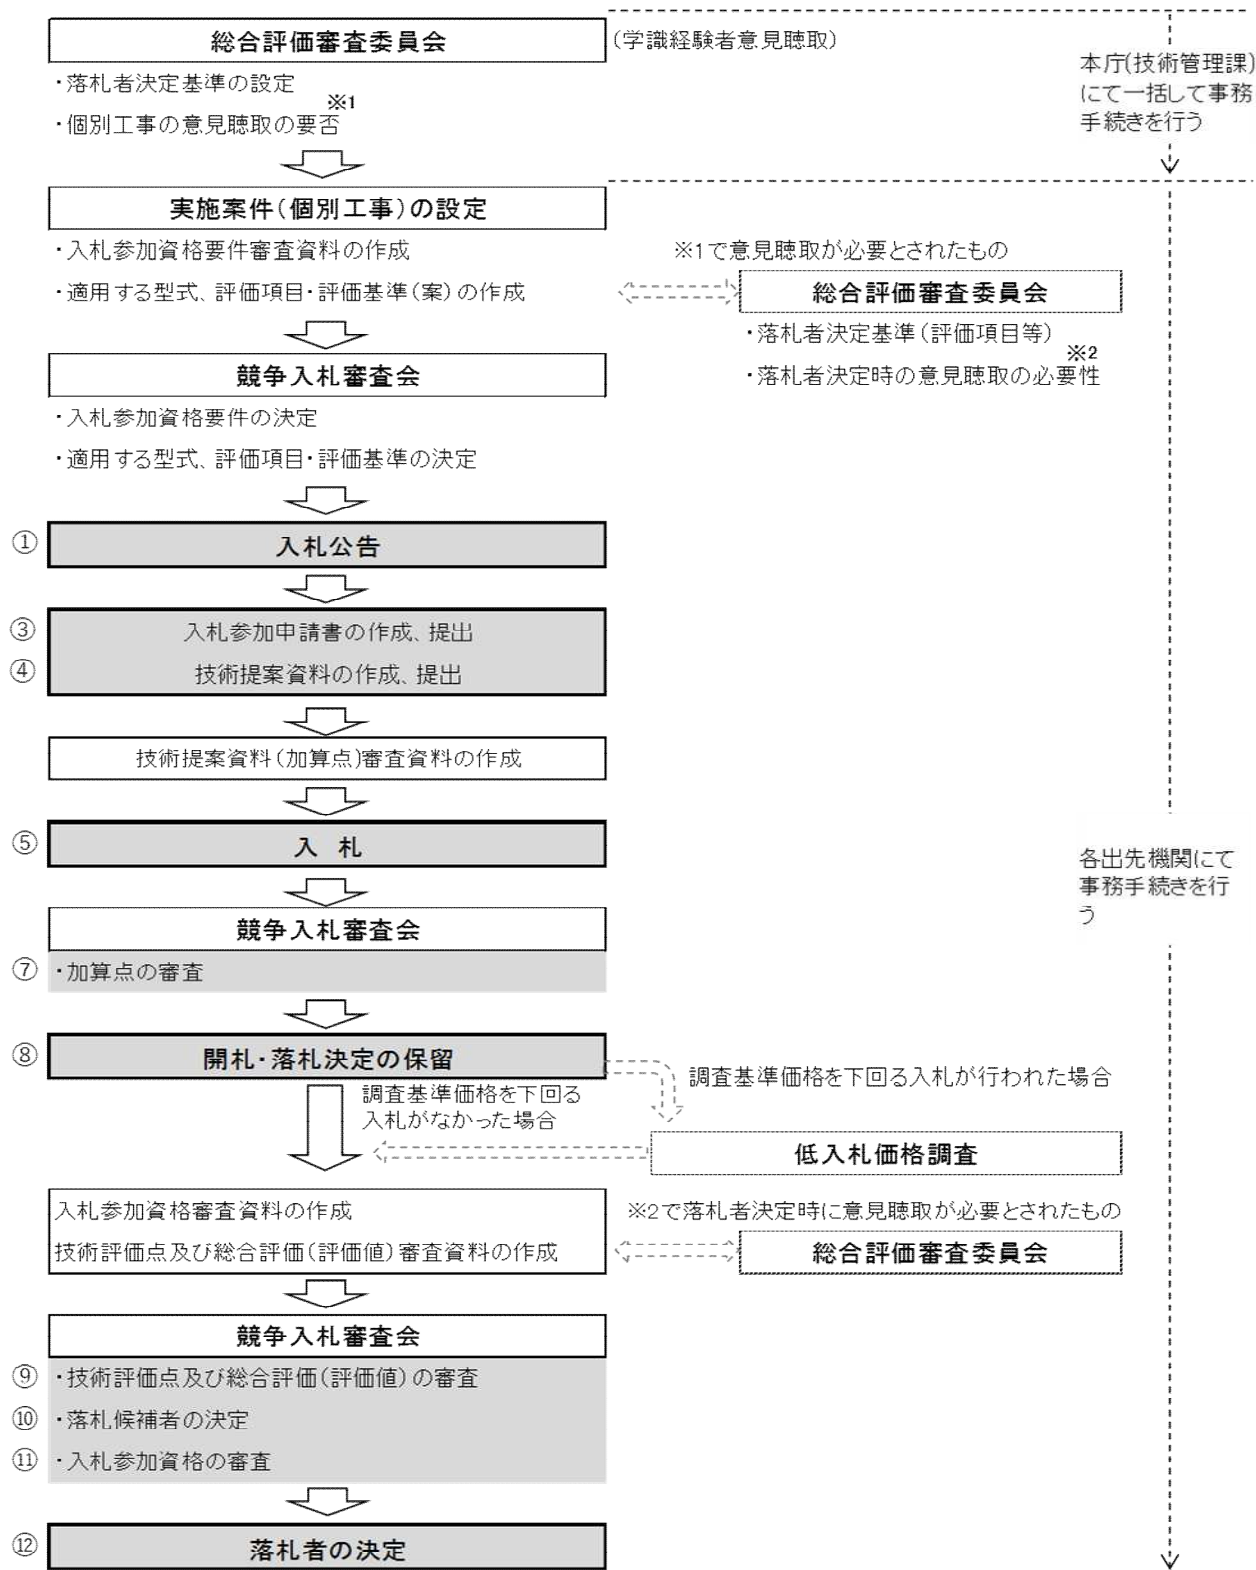 総合評価審査委員会
（学識経験者意見聴取）
・落札者決定基準の設定
※1
・個別工事の意見聴取の要否
本庁(技術管理課)
にて一括して事務
手続きを行う
実施案件（個別工事）の設定
・入札参加資格要件審査資料の作成
・適用する型式、評価項目・評価基準（案）の作成
※1で意見聴取が必要とされたもの
総合評価審査委員会
・落札者決定基準（評価項目等）
※2
・落札者決定時の意見聴取の必要性
競争入札審査会
・入札参加資格要件の決定
・適用する型式、評価項目・評価基準の決定
① 入札公告
③ 入札参加申請書の作成、提出
④ 技術提案資料の作成、提出
技術提案資料（加算点）審査資料の作成
⑤ 入 札
各出先機関にて
事務手続きを行
う
競争入札審査会
⑦ ・加算点の審査
⑧ 開札・落札決定の保留
調査基準価格を下回る
入札がなかった場合
調査基準価格を下回る入札が行われた場合
低入札価格調査
入札参加資格審査資料の作成
技術評価点及び総合評価（評価値）審査資料の作成
※2で落札者決定時に意見聴取が必要とされたもの
総合評価審査委員会
競争入札審査会
⑨ ・技術評価点及び総合評価（評価値）の審査
⑩ ・落札候補者の決定
⑪ ・入札参加資格の審査
⑫ 落札者の決定